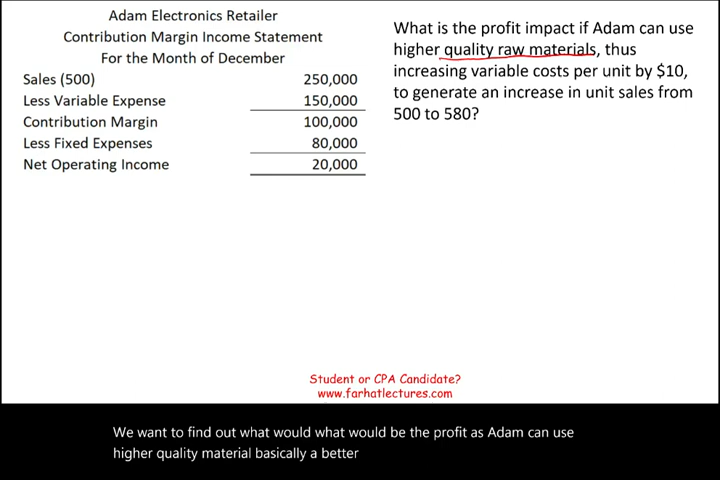 Adam Electronics Retailer
Contribution Margin Income Statement
For the Month of December
Sales (500) 250,000
Less Variable Expense 150,000
Contribution Margin 100,000
Less Fixed Expenses 80,000
Net Operating Income 20,000
What is the profit impact if Adam can use
higher quality raw materials, thus
increasing variable costs per unit by $10,
to generate an increase in unit sales from
500 to 580?
Student or CPA Candidate?
www.farhatlectures.com
We want to find out what would what would be the profit as Adam can use
higher quality material basically a better